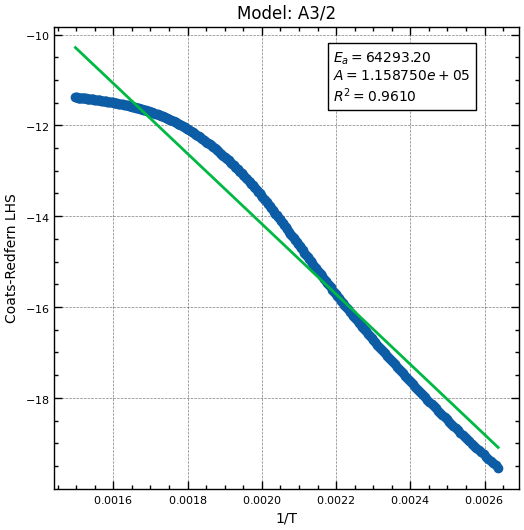 Model: A3/2
E_a = 64293.20
A = 1.158750e + 05
R² = 0.9610
−10
−12
−14
−16
−18
Coats-Redfern LHS
0.0016 0.0018 0.0020 0.0022 0.0024 0.0026
1/T